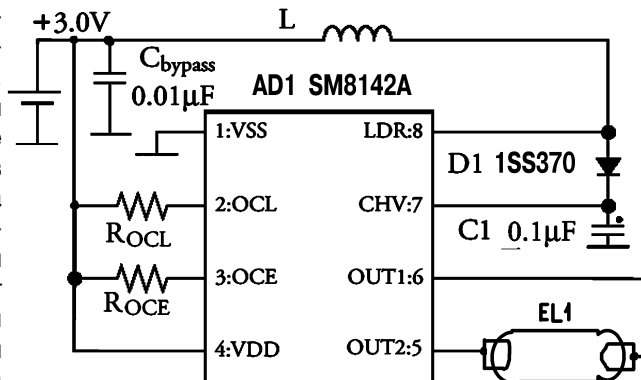 +3.0V
L
Cbypass
0.01µF
AD1 SM8142A
1:VSS
LDR:8
D1 1SS370
2:OCL
CHV:7
ROCL
C1 0.1µF
3:OCE
OUT1:6
ROCE
EL1
4:VDD
OUT2:5